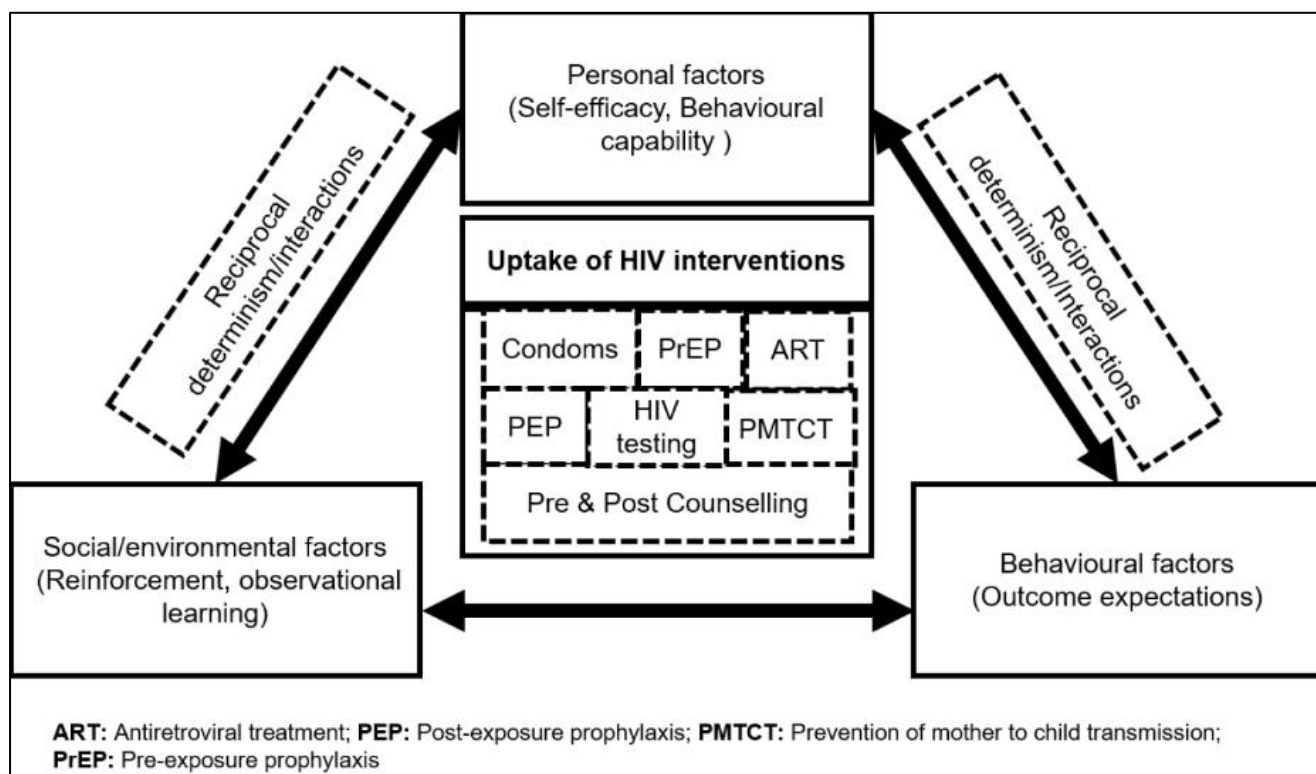 Personal factors
(Self-efficacy, Behavioural
capability )
Reciprocal
determinism/interactions
Reciprocal
determinism/Interactions
Uptake of HIV interventions
Condoms
PrEP
ART
PEP
HIV
testing
PMTCT
Pre & Post Counselling
Social/environmental factors
(Reinforcement, observational
learning)
Behavioural factors
(Outcome expectations)
ART: Antiretroviral treatment; PEP: Post-exposure prophylaxis; PMTCT: Prevention of mother to child transmission;
PrEP: Pre-exposure prophylaxis